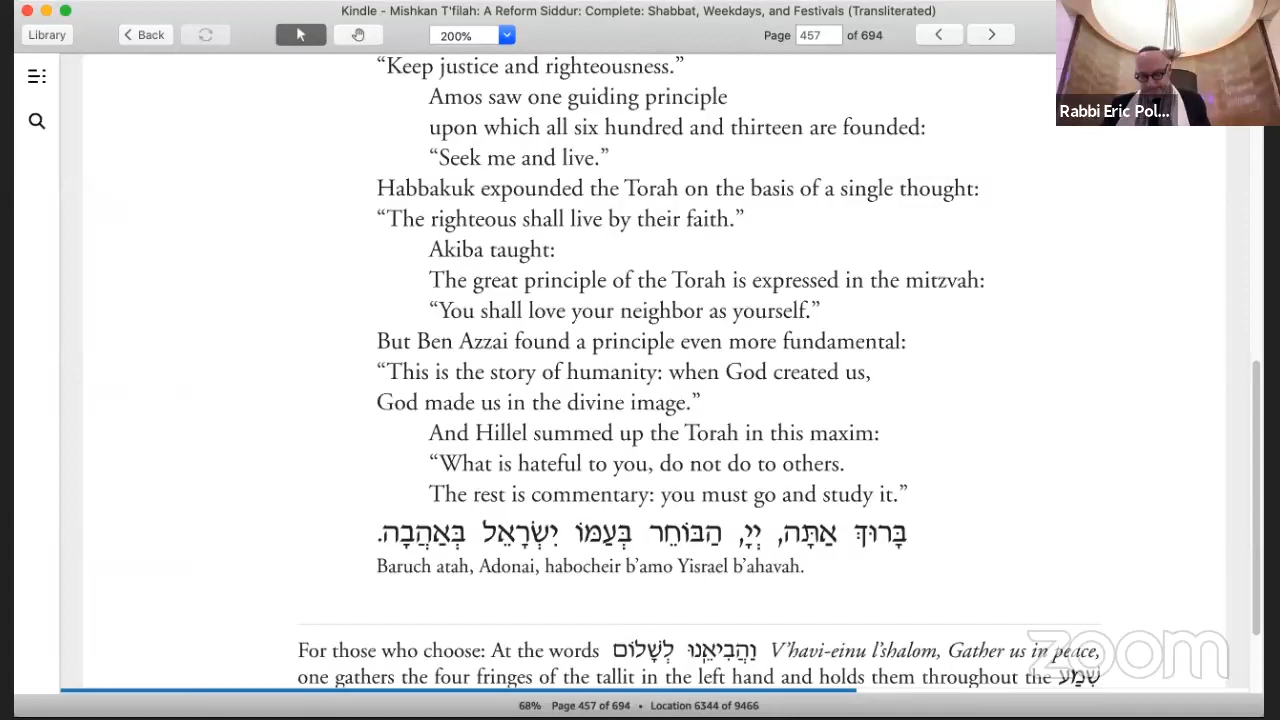 Kindle - Mishkan T'filah: A Reform Siddur: Complete: Shabbat, Weekdays, and Festivals (Transliterated)
Library
Back
200%
Page 457 of 694
Rabbi Eric Pol...
“Keep justice and righteousness.”
Amos saw one guiding principle
upon which all six hundred and thirteen are founded:
“Seek me and live.”
Habbakuk expounded the Torah on the basis of a single thought:
“The righteous shall live by their faith.”
Akiba taught:
The great principle of the Torah is expressed in the mitzvah:
“You shall love your neighbor as yourself.”
But Ben Azzai found a principle even more fundamental:
“This is the story of humanity: when God created us,
God made us in the divine image.”
And Hillel summed up the Torah in this maxim:
“What is hateful to you, do not do to others.
The rest is commentary: you must go and study it.”
בָּרוּךְ אַתָּה, יְיָ, הַבּוֹחֵר בְּעַמּוֹ יִשְׂרָאֵל בְּאַהֲבָה.
Baruch atah, Adonai, habocheir b’amo Yisrael b’ahavah.
For those who choose: At the words וַהֲבִיאֵֽנוּ לְשָׁלוֹם V’havi-einu l’shalom, Gather us in peace,
one gathers the four fringes of the tallit in the left hand and holds them throughout the שְׁמַע
zoom
68% Page 457 of 694 • Location 6344 of 9466